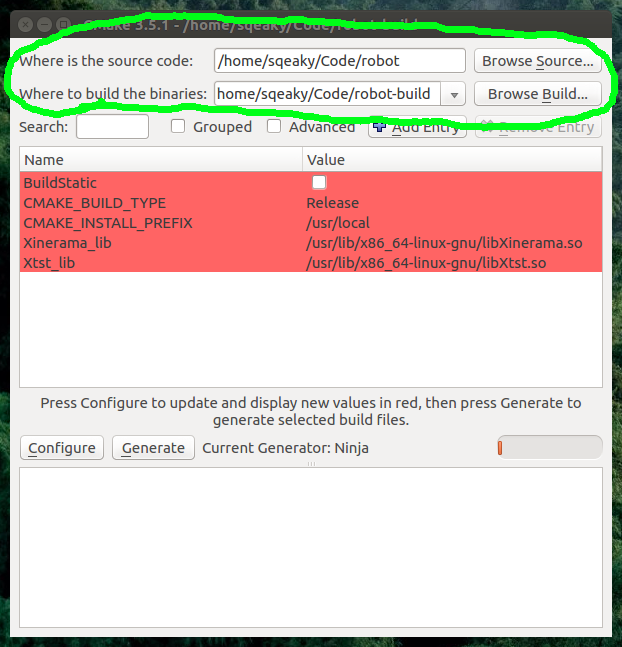 CMake 3.5.1 - /home/sqeaky/Code/robot-build
Where is the source code: /home/sqeaky/Code/robot Browse Source...
Where to build the binaries: home/sqeaky/Code/robot-build Browse Build...
Search: Grouped Advanced Add Entry Remove Entry
Name Value
BuildStatic
CMAKE_BUILD_TYPE Release
CMAKE_INSTALL_PREFIX /usr/local
Xinerama_lib /usr/lib/x86_64-linux-gnu/libXinerama.so
Xtst_lib /usr/lib/x86_64-linux-gnu/libXtst.so
Press Configure to update and display new values in red, then press Generate to
generate selected build files.
Configure Generate Current Generator: Ninja